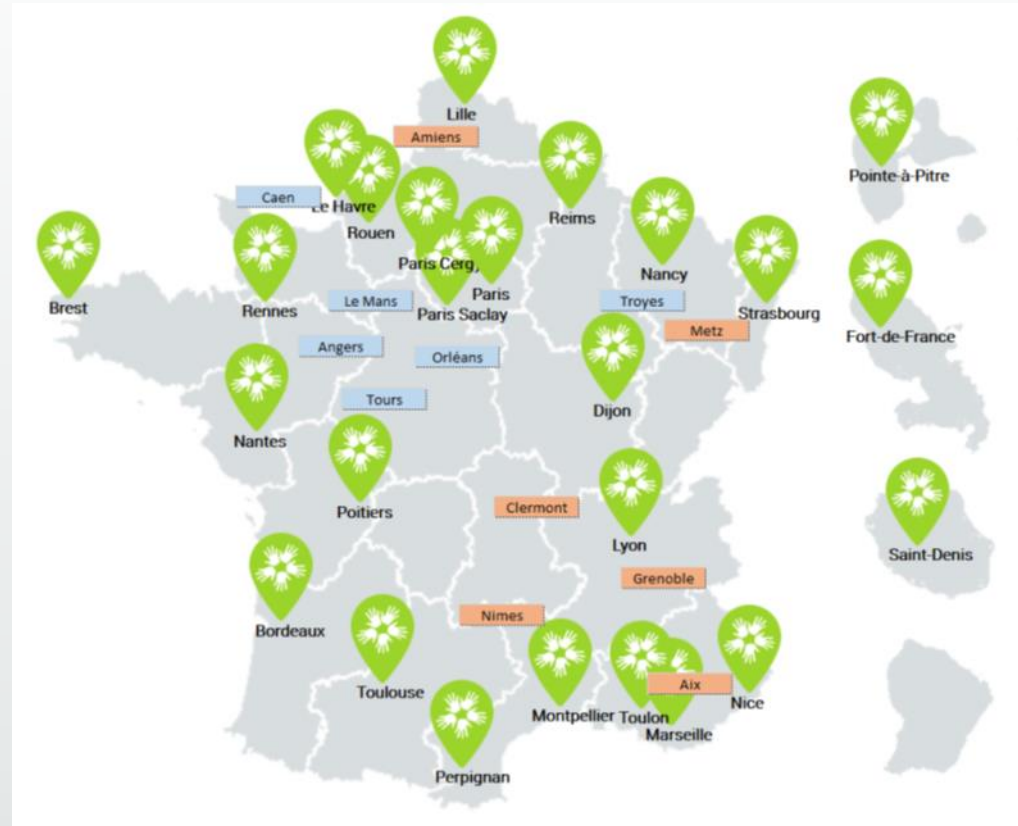 Lille
Amiens
Pointe-à-Pitre
Caen
Le Havre
Reims
Rouen
Paris Cergy
Nancy
Paris
Brest
Rennes
Le Mans
Paris Saclay
Troyes
Strasbourg
Metz
Fort-de-France
Angers
Orléans
Tours
Dijon
Nantes
Clermont
Poitiers
Lyon
Saint-Denis
Grenoble
Nimes
Bordeaux
Toulouse
Aix
Nice
Montpellier
Toulon
Marseille
Perpignan